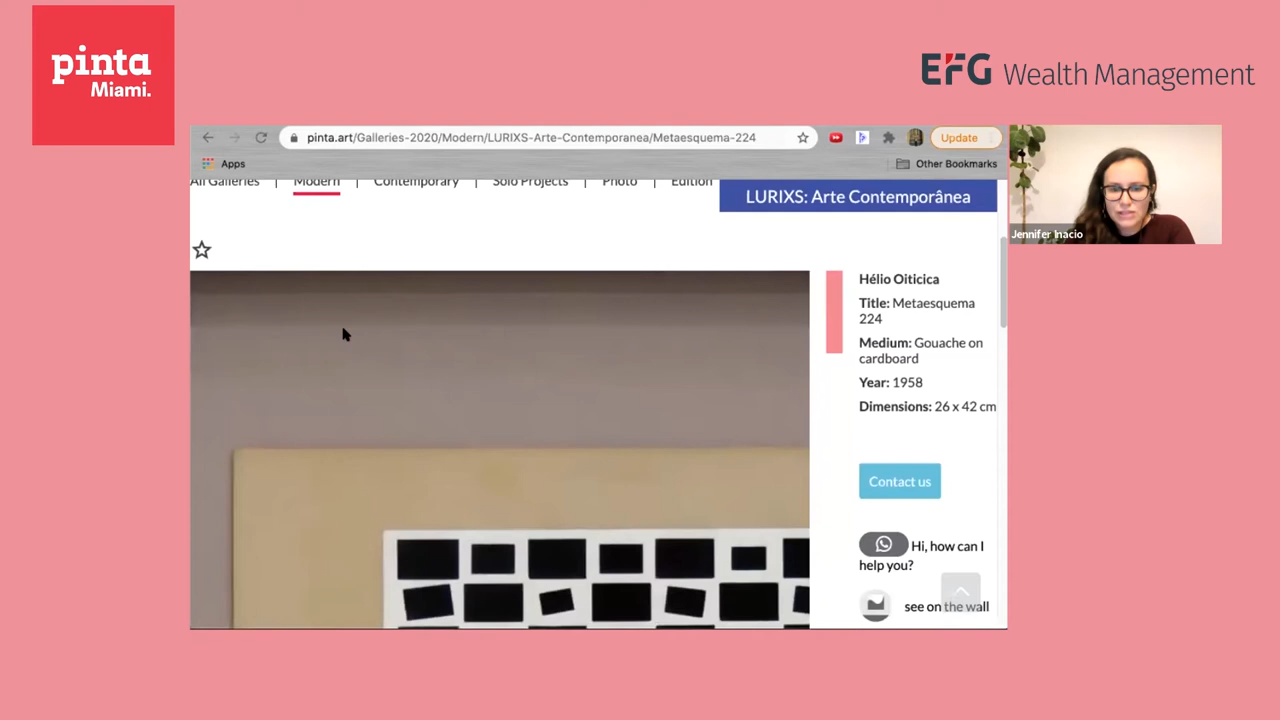 pinta
Miami.
EFG Wealth Management
pinta.art/Galleries-2020/Modern/LURIXS-Arte-Contemporanea/Metaesquema-224
Update
Apps
Other Bookmarks
All Galleries | Modern | Contemporary | Solo Projects | Photo | Edition
LURIXS: Arte Contemporânea
Jennifer Inacio
Hélio Oiticica
Title: Metaesquema
224
Medium: Gouache on
cardboard
Year: 1958
Dimensions: 26 x 42 cm
Contact us
Hi, how can I
help you?
see on the wall